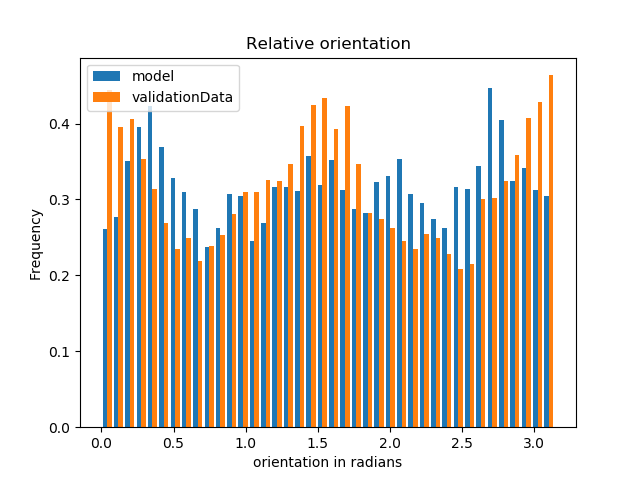 Relative orientation
model
validationData
Frequency
0.4
0.3
0.2
0.1
0.0
0.0 0.5 1.0 1.5 2.0 2.5 3.0
orientation in radians